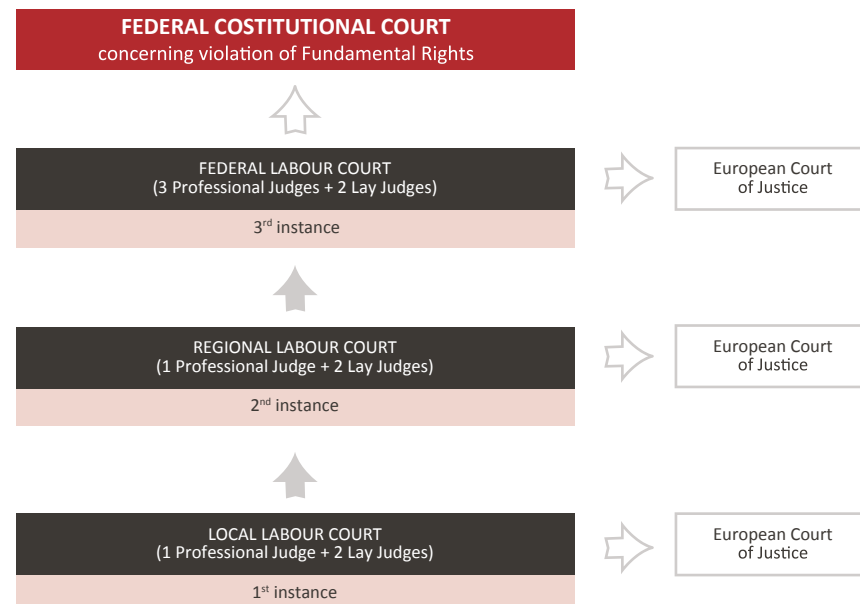 FEDERAL COSTITUTIONAL COURT
concerning violation of Fundamental Rights
FEDERAL LABOUR COURT
(3 Professional Judges + 2 Lay Judges)
3rd instance
European Court
of Justice
REGIONAL LABOUR COURT
(1 Professional Judge + 2 Lay Judges)
2nd instance
European Court
of Justice
LOCAL LABOUR COURT
(1 Professional Judge + 2 Lay Judges)
1st instance
European Court
of Justice